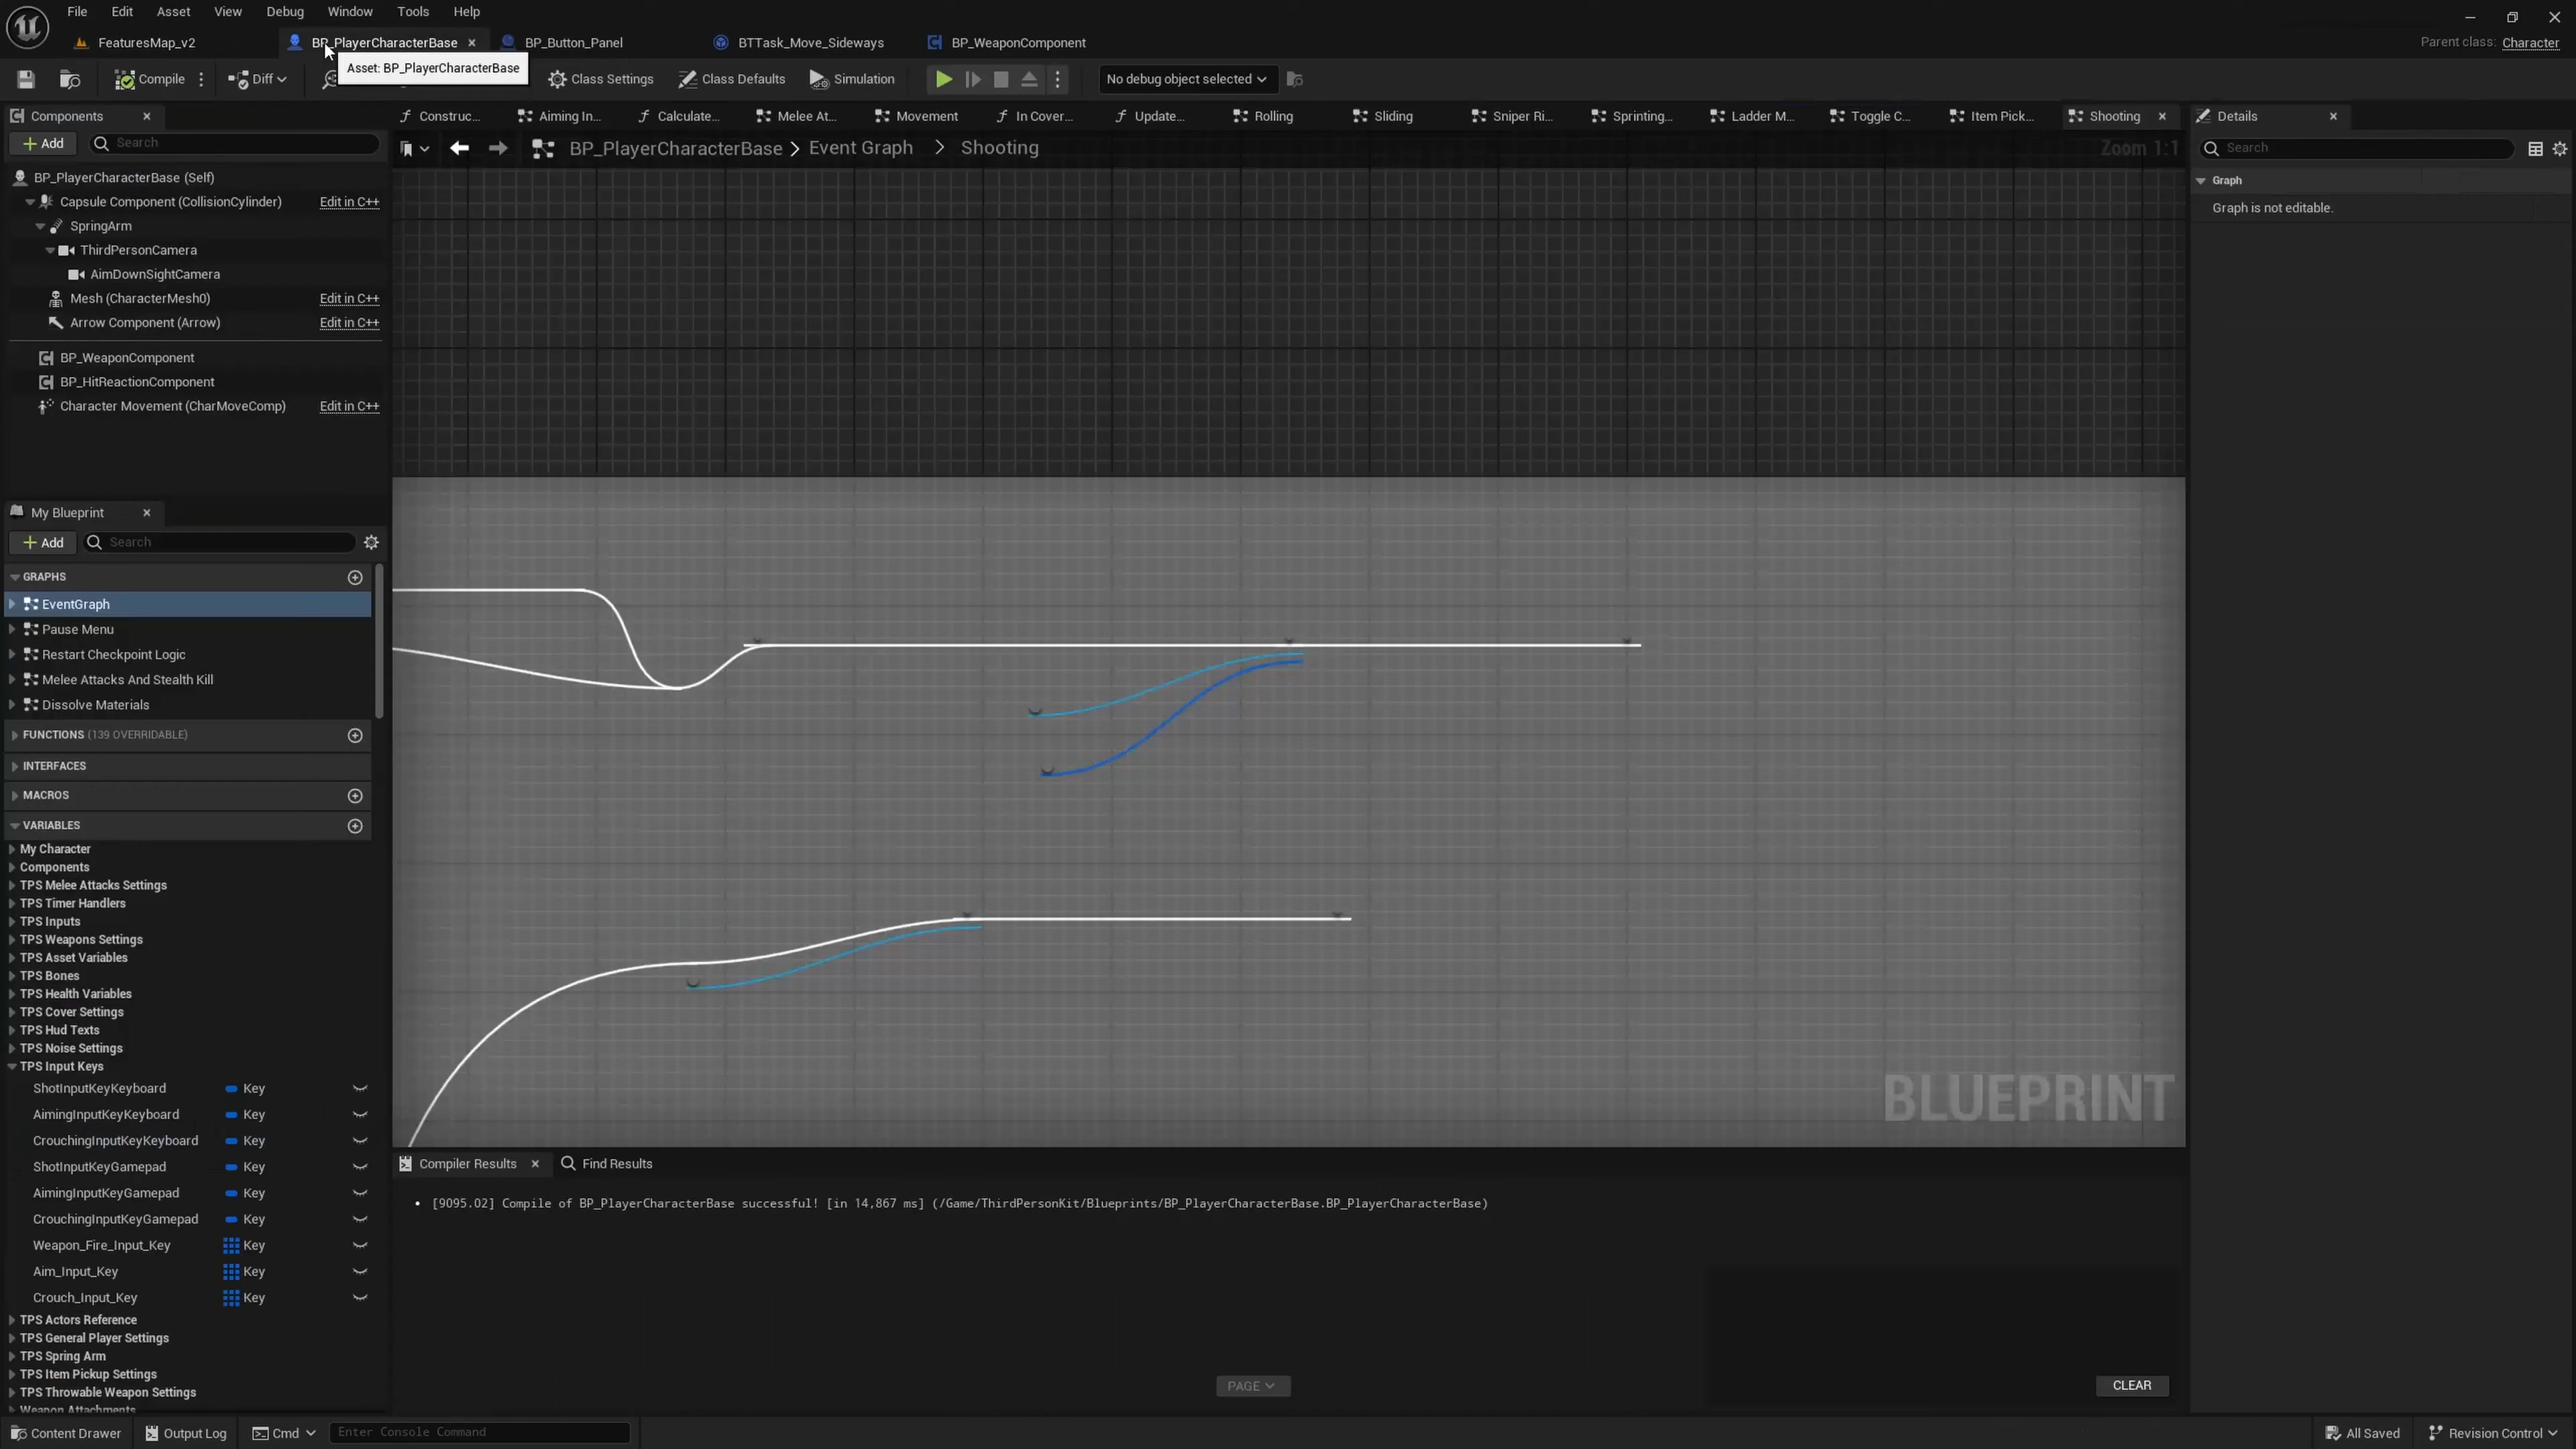 File Edit Asset View Debug Window Tools Help
FeaturesMap_v2 BP_PlayerCharacterBase BP_Button_Panel BTTask_Move_Sideways BP_WeaponComponent Parent class: Character
Asset: BP_PlayerCharacterBase
Compile Diff Class Settings Class Defaults Simulation No debug object selected
Components
Add Search
BP_PlayerCharacterBase (Self)
Capsule Component (CollisionCylinder) Edit in C++
SpringArm
ThirdPersonCamera
AimDownSightCamera
Mesh (CharacterMesh0) Edit in C++
Arrow Component (Arrow) Edit in C++
BP_WeaponComponent
BP_HitReactionComponent
Character Movement (CharMoveComp) Edit in C++
My Blueprint
Add Search
GRAPHS
EventGraph
Pause Menu
Restart Checkpoint Logic
Melee Attacks And Stealth Kill
Dissolve Materials
FUNCTIONS (139 OVERRIDABLE)
INTERFACES
MACROS
VARIABLES
My Character
Components
TPS Melee Attacks Settings
TPS Timer Handlers
TPS Inputs
TPS Weapons Settings
TPS Asset Variables
TPS Bones
TPS Health Variables
TPS Cover Settings
TPS Hud Texts
TPS Noise Settings
TPS Input Keys
ShotInputKeyKeyboard Key
AimingInputKeyKeyboard Key
CrouchingInputKeyKeyboard Key
ShotInputKeyGamepad Key
AimingInputKeyGamepad Key
CrouchingInputKeyGamepad Key
Weapon_Fire_Input_Key Key
Aim_Input_Key Key
Crouch_Input_Key Key
TPS Actors Reference
TPS General Player Settings
TPS Spring Arm
TPS Item Pickup Settings
TPS Throwable Weapon Settings
Weapon Attachments
Construc... Aiming In... Calculate... Melee At... Movement In Cover... Update... Rolling Sliding Sniper Ri... Sprinting... Ladder M... Toggle C... Item Pick... Shooting
BP_PlayerCharacterBase > Event Graph > Shooting Zoom 1:1
BLUEPRINT
Compiler Results Find Results
• [9095.02] Compile of BP_PlayerCharacterBase successful! [in 14,867 ms] (/Game/ThirdPersonKit/Blueprints/BP_PlayerCharacterBase.BP_PlayerCharacterBase)
PAGE CLEAR
Details
Search
Graph
Graph is not editable.
Content Drawer Output Log Cmd Enter Console Command All Saved Revision Control